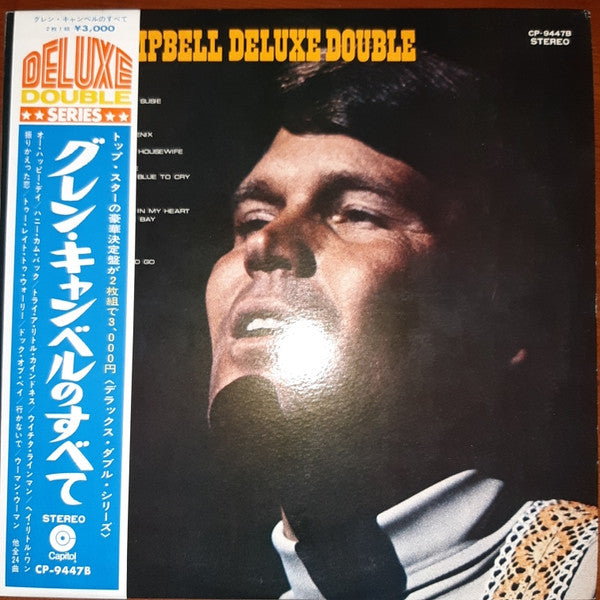 グレン・キャンベルのすべて
2枚1組 ¥3,000
DELUXE
DOUBLE
★★SERIES★★
トップ・スターの豪華決定盤が2枚組で3,000円〈デラックス・ダブル・シリーズ〉
グレン・キャンベルのすべて
オー・ハッピー・デイ/ハニー・カム・バック/トライ・ア・リトル・カインドネス/ウイチタ・ラインマン/ヘイ・リトル・ワン
振りかえった恋/トゥー・レイト・トゥ・ウォーリー/ドック・オブ・ベイ/行かないで/ウーマン・ウーマン 他全24曲
STEREO
Capitol
CP-9447B
PBELL DELUXE DOUBLE
CP-9447B
STEREO
SUSIE
ENIX
HOUSEWIFE
BLUE TO CRY
IN MY HEART
BAY
O GO